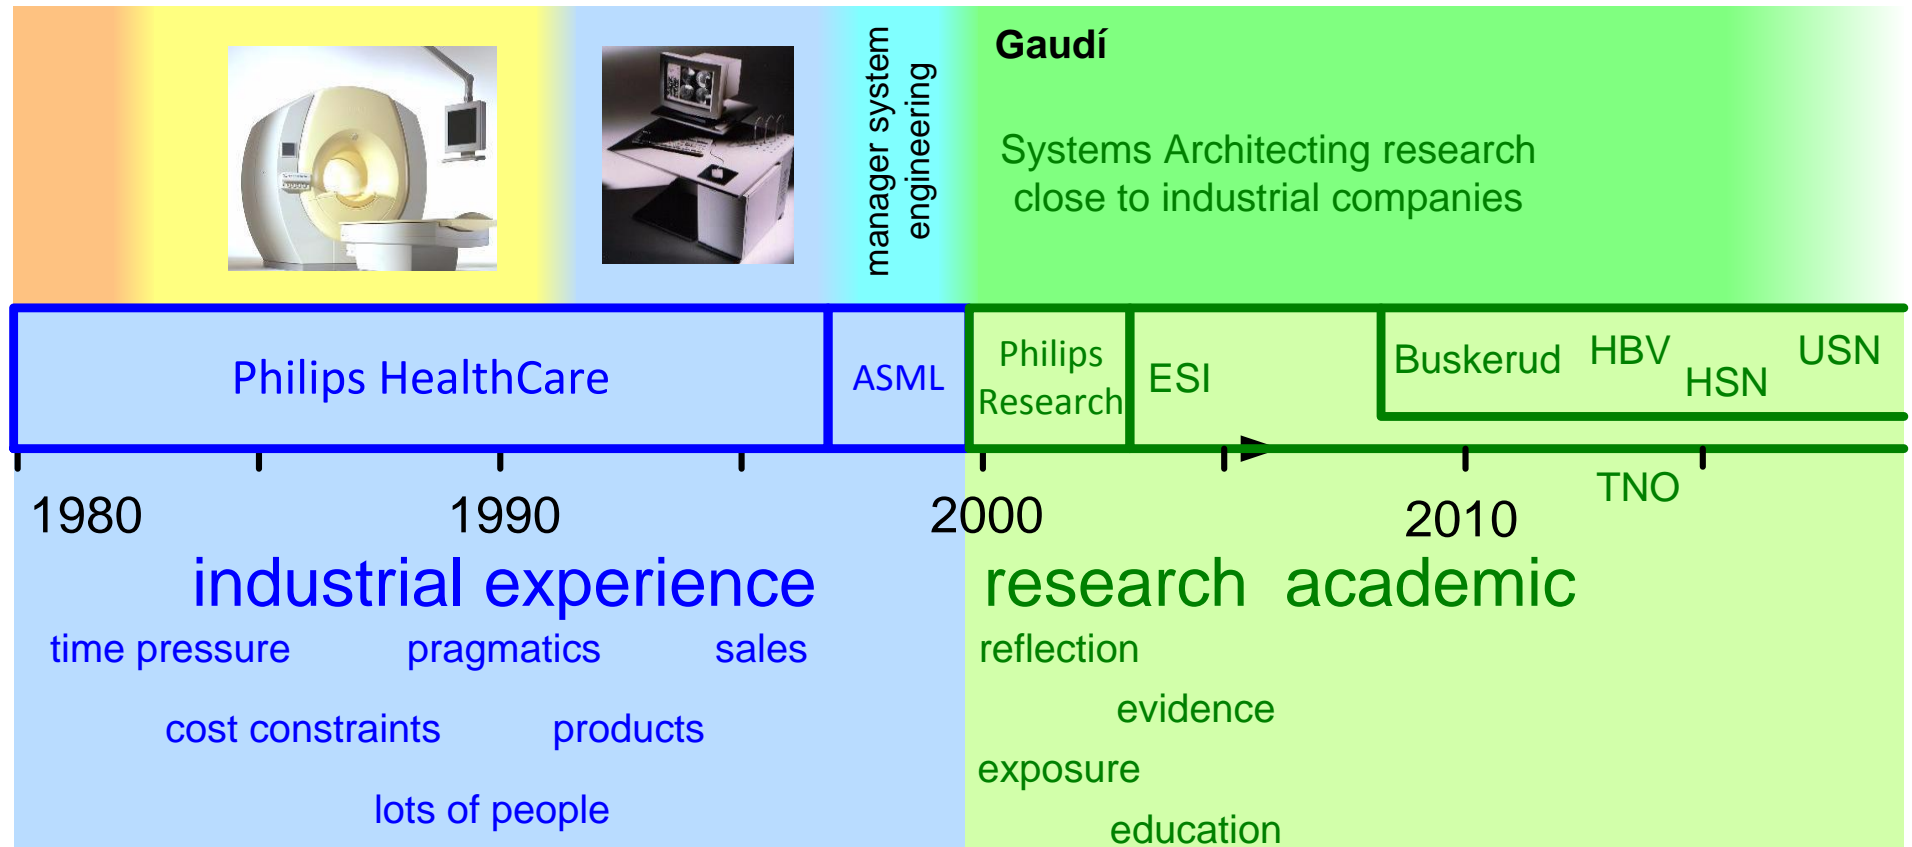 manager system
engineering
Gaudí
Systems Architecting research
close to industrial companies
Philips HealthCare
ASML
Philips
Research
ESI
Buskerud
HBV
HSN
USN
TNO
1980
1990
2000
2010
industrial experience
research academic
time pressure
pragmatics
sales
reflection
evidence
cost constraints
products
exposure
lots of people
education